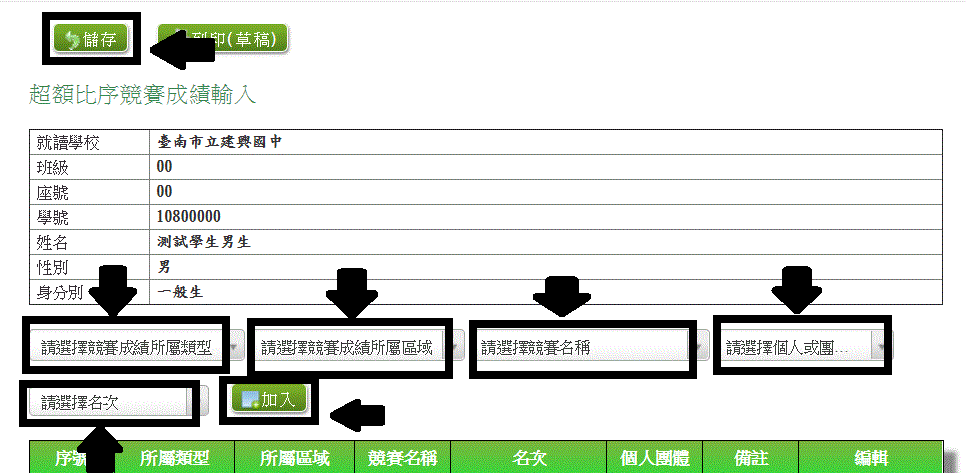 儲存 列印(草稿)
超額比序競賽成績輸入
就讀學校 臺南市立建興國中
班級 00
座號 00
學號 10800000
姓名 測試學生男生
性別 男
身分別 一般生
請選擇競賽成績所屬類型 請選擇競賽成績所屬區域 請選擇競賽名稱 請選擇個人或團...
請選擇名次 加入
序號 所屬類型 所屬區域 競賽名稱 名次 個人團體 備註 編輯